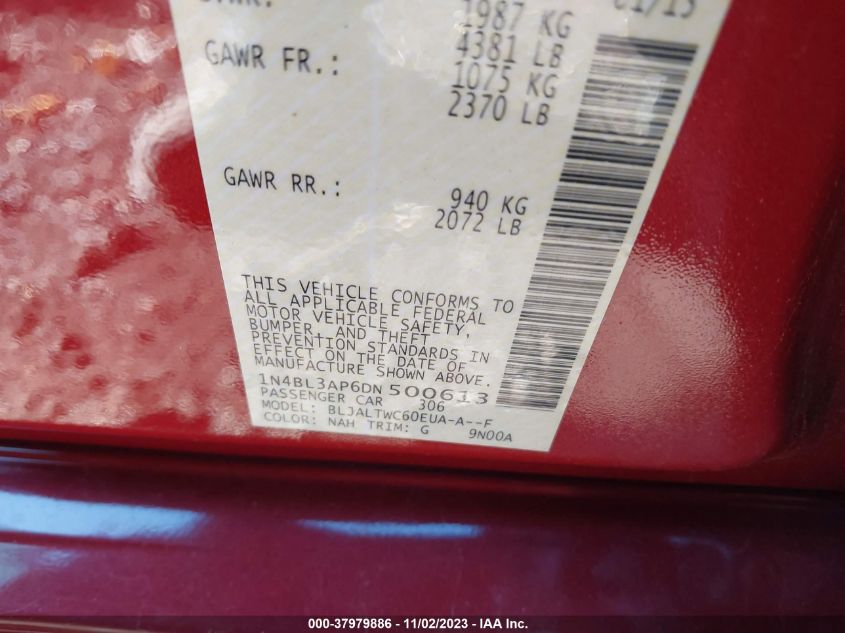 1987 KG
4381 LB
GAWR FR.: 1075 KG
2370 LB
GAWR RR.: 940 KG
2072 LB
THIS VEHICLE CONFORMS TO
ALL APPLICABLE FEDERAL
MOTOR VEHICLE SAFETY,
BUMPER, AND THEFT
PREVENTION STANDARDS IN
EFFECT ON THE DATE OF
MANUFACTURE SHOWN ABOVE.
1N4BL3AP6DN 500613
PASSENGER CAR 306
MODEL: BLJALTWC60EUA-A--F
COLOR: NAH TRIM: G 9N00A
000-37979886 - 11/02/2023 - IAA Inc.